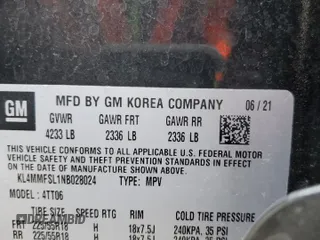 GM
MFD BY GM KOREA COMPANY 06/21
GVWR GAWR FRT GAWR RR
4233 LB 2336 LB 2336 LB
THIS VEHICLE CONFORMS TO ALL APPLICABLE U.S. FEDERAL MOTOR
VEHICLE SAFETY
THEFT PREVENTION STANDARDS IN EFFECT ON THE DATE OF
MANUFACTURE SHOWN ABOVE.
KL4MMFSL1NB028024 TYPE: MPV
MODEL: 4TT06
TIRE SIZE SPEED RTG RIM COLD TIRE PRESSURE
FRT 225/55R18 H 18x7.5J 240KPA, 35 PSI
RR 225/55R18 H 18x7.5J 240KPA, 35